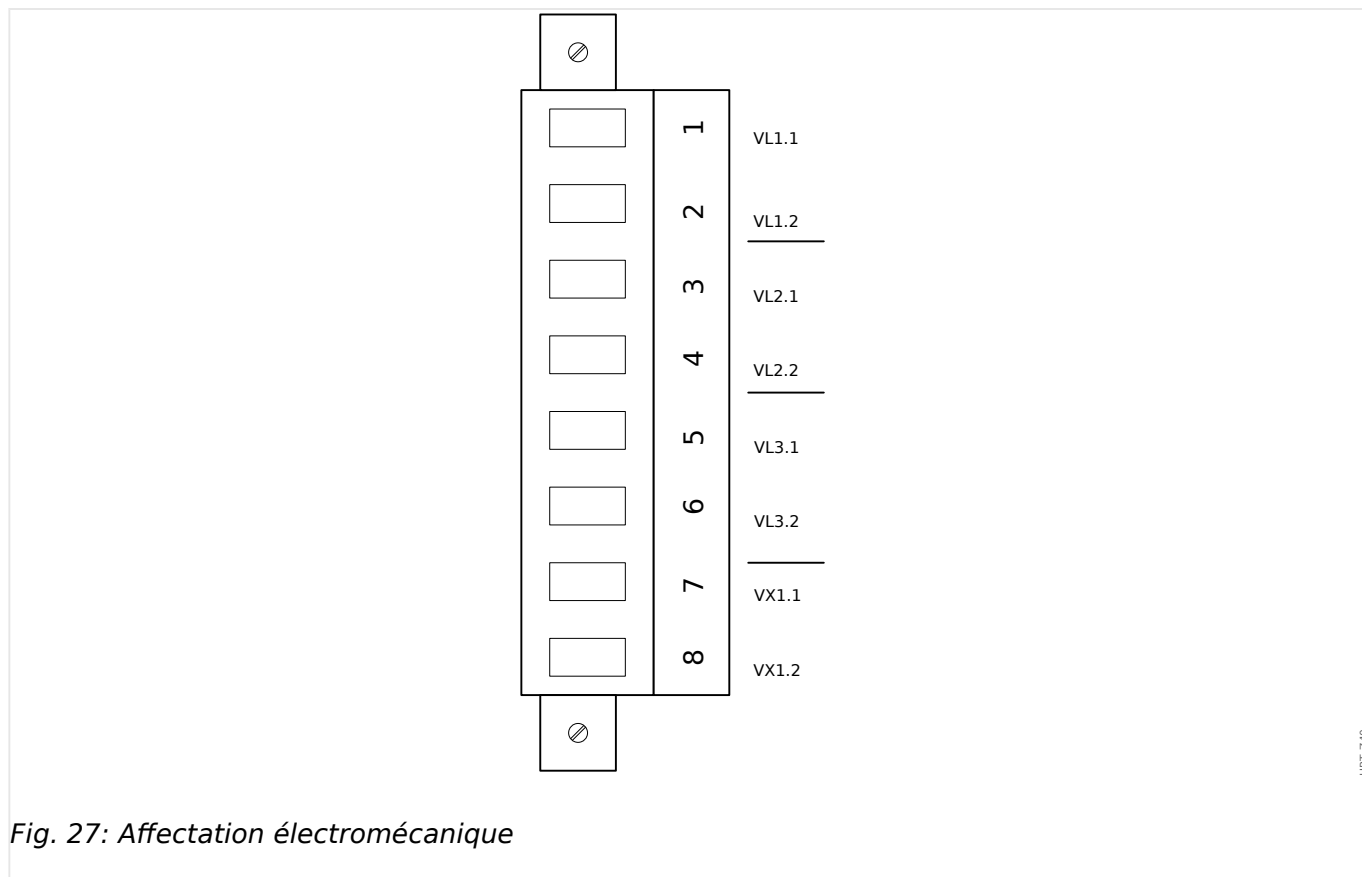 1 VL1.1
2 VL1.2
3 VL2.1
4 VL2.2
5 VL3.1
6 VL3.2
7 VX1.1
8 VX1.2
Fig. 27: Affectation électromécanique